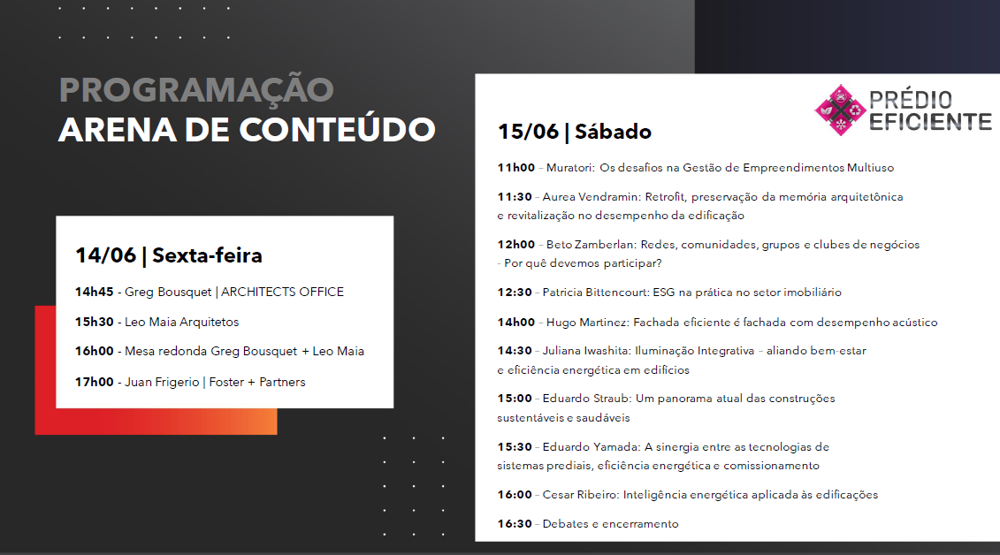 PROGRAMAÇÃO
ARENA DE CONTEÚDO
14/06 | Sexta-feira
14h45 - Greg Bousquet | ARCHITECTS OFFICE
15h30 - Leo Maia Arquitetos
16h00 - Mesa redonda Greg Bousquet + Leo Maia
17h00 - Juan Frigerio | Foster + Partners
PRÉDIO
EFICIENTE
15/06 | Sábado
11h00 – Muratori: Os desafios na Gestão de Empreendimentos Multiuso
11:30 – Aurea Vendramin: Retrofit, preservação da memória arquitetônica
e revitalização no desempenho da edificação
12h00 – Beto Zamberlan: Redes, comunidades, grupos e clubes de negócios
- Por quê devemos participar?
12:30 – Patricia Bittencourt: ESG na prática no setor imobiliário
14h00 – Hugo Martinez: Fachada eficiente é fachada com desempenho acústico
14:30 – Juliana Iwashita: Iluminação Integrativa – aliando bem-estar
e eficiência energética em edifícios
15:00 – Eduardo Straub: Um panorama atual das construções
sustentáveis e saudáveis
15:30 – Eduardo Yamada: A sinergia entre as tecnologias de
sistemas prediais, eficiência energética e comissionamento
16:00 – Cesar Ribeiro: Inteligência energética aplicada às edificações
16:30 – Debates e encerramento